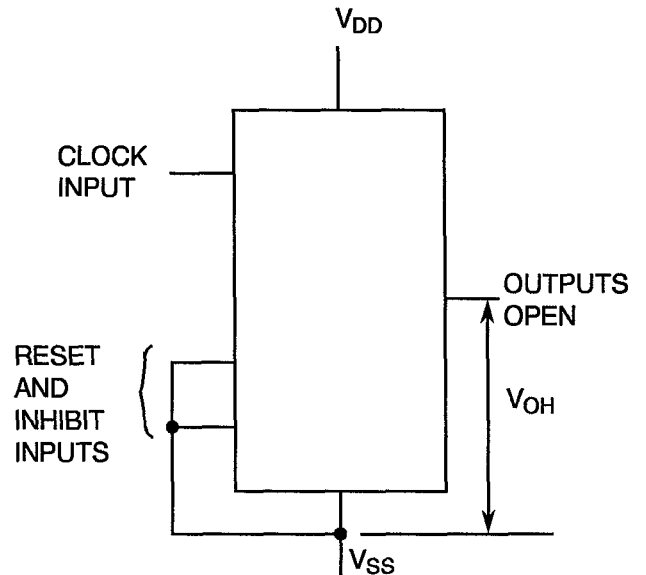 VDD
CLOCK
INPUT
OUTPUTS
OPEN
RESET
AND
INHIBIT
INPUTS
VOH
VSS